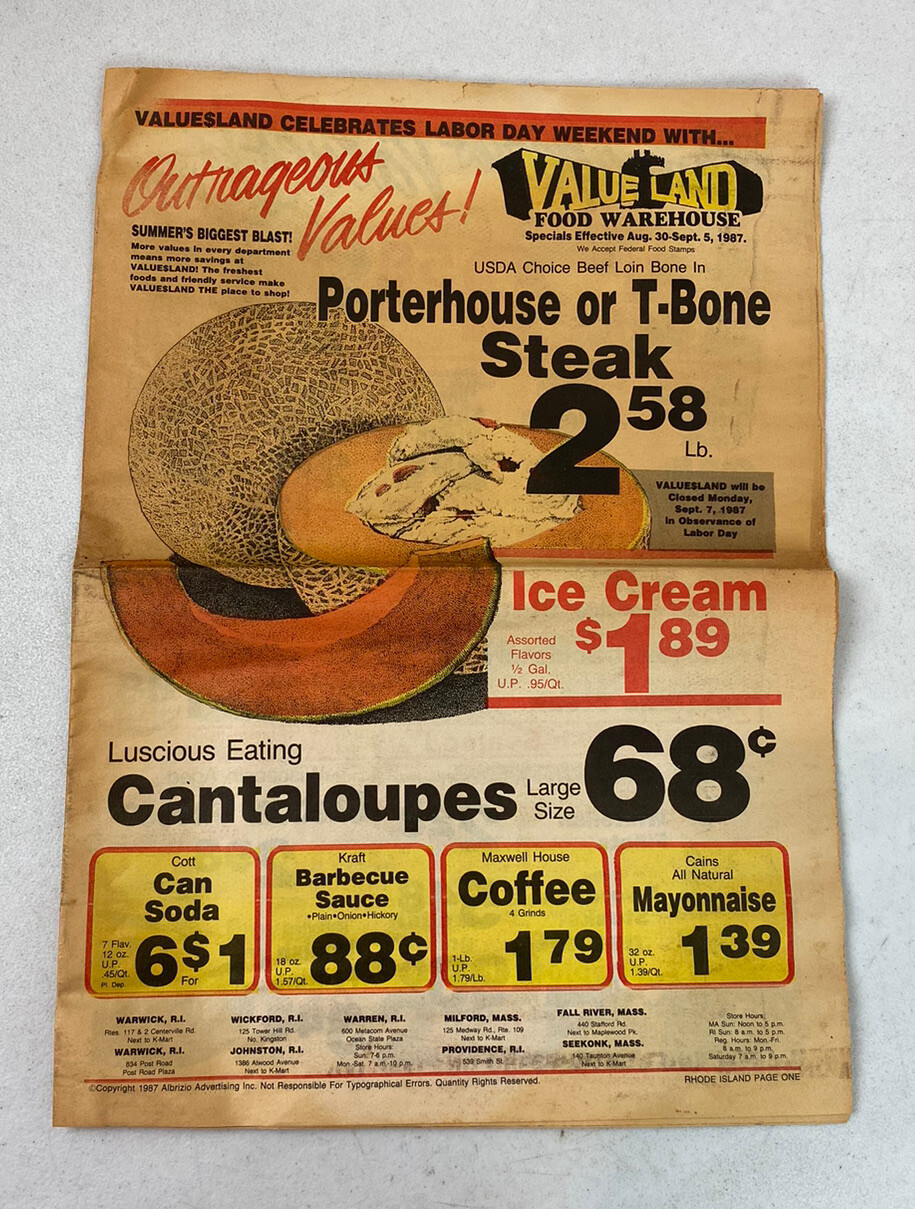 VALUE$LAND CELEBRATES LABOR DAY WEEKEND WITH...
Outrageous
Values!
SUMMER'S BIGGEST BLAST!
More values in every department
means more savings at
VALUE$LAND! The freshest
foods and friendly service make
VALUE$LAND THE place to shop!
VALUE LAND
FOOD WAREHOUSE
Specials Effective Aug. 30-Sept. 5, 1987.
We Accept Federal Food Stamps
USDA Choice Beef Loin Bone In
Porterhouse or T-Bone
Steak
2 58
Lb.
VALUE$LAND will be
Closed Monday,
Sept. 7, 1987
in Observance of
Labor Day
Ice Cream
Assorted
Flavors
½ Gal.
U.P. .95/Qt.
$1 89
Luscious Eating
Cantaloupes
Large
Size
68¢
Cott
Can
Soda
7 Flav.
12 oz.
U.P.
.45/Qt.
Pl. Dep.
6 For $1
Kraft
Barbecue
Sauce
•Plain•Onion•Hickory
18 oz.
U.P.
1.57/Qt.
88¢
Maxwell House
Coffee
4 Grinds
1-Lb.
U.P.
1.79/Lb.
1 79
Cains
All Natural
Mayonnaise
32 oz.
U.P.
1.39/Qt.
1 39
WARWICK, R.I.
Rtes. 117 & 2 Centerville Rd.
Next to K-Mart
WARWICK, R.I.
834 Post Road
Post Road Plaza
WICKFORD, R.I.
125 Tower Hill Rd.
No. Kingston
JOHNSTON, R.I.
1386 Atwood Avenue
Next to K-Mart
WARREN, R.I.
600 Metacom Avenue
Ocean State Plaza
Store Hours:
Sun. 7-6 p.m.
Mon.-Sat. 7 a.m.-10 p.m.
MILFORD, MASS.
125 Medway Rd., Rte. 109
Next to K-Mart
PROVIDENCE, R.I.
539 Smith St.
FALL RIVER, MASS.
440 Stafford Rd.
Next to Maplewood Pk.
SEEKONK, MASS.
140 Taunton Avenue
Next to K-Mart
Store Hours:
MA Sun: Noon to 5 p.m.
RI Sun: 8 a.m. to 5 p.m.
Reg. Hours: Mon.-Fri.
8 a.m. to 9 p.m.
Saturday 7 a.m. to 9 p.m.
©Copyright 1987 Albrizio Advertising Inc. Not Responsible For Typographical Errors. Quantity Rights Reserved.
RHODE ISLAND PAGE ONE